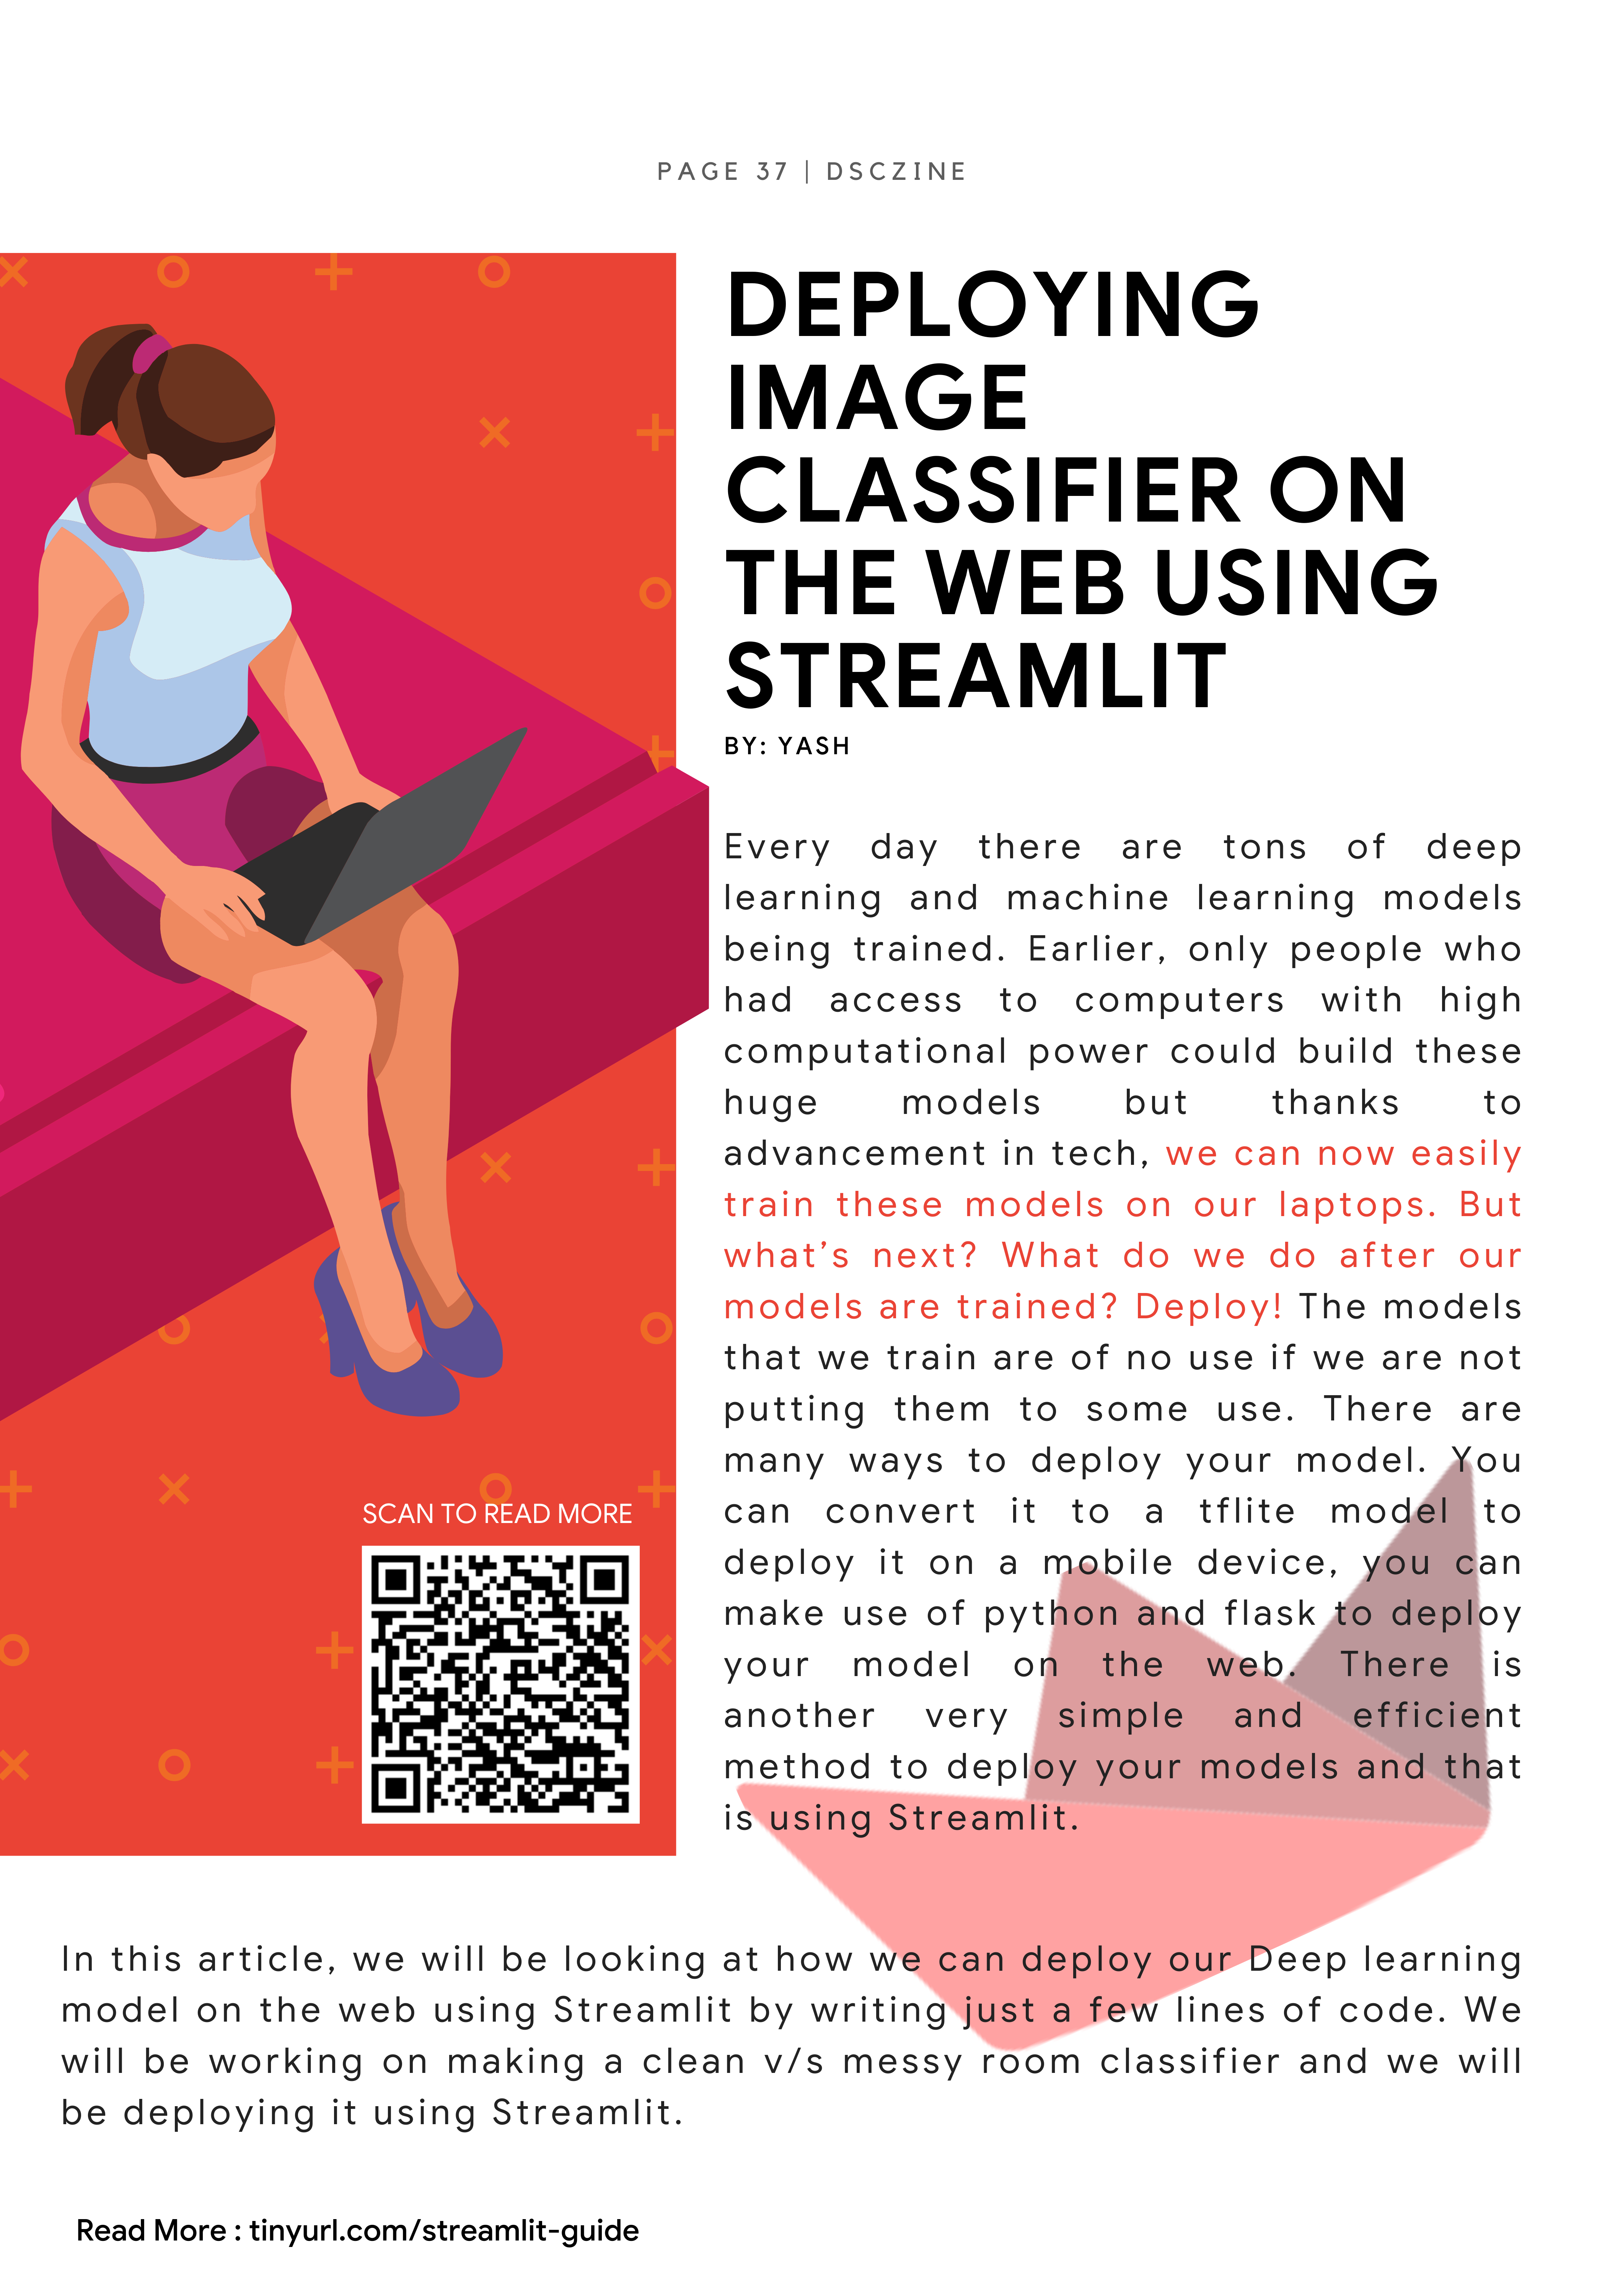 PAGE 37 | DSCZINE
DEPLOYING
IMAGE
CLASSIFIER ON
THE WEB USING
STREAMLIT
BY: YASH
Every day there are tons of deep
learning and machine learning models
being trained. Earlier, only people who
had access to computers with high
computational power could build these
huge models but thanks to
advancement in tech, we can now easily
train these models on our laptops. But
what’s next? What do we do after our
models are trained? Deploy! The models
that we train are of no use if we are not
putting them to some use. There are
many ways to deploy your model. You
can convert it to a tflite model to
deploy it on a mobile device, you can
make use of python and flask to deploy
your model on the web. There is
another very simple and efficient
method to deploy your models and that
is using Streamlit.
SCAN TO READ MORE
In this article, we will be looking at how we can deploy our Deep learning
model on the web using Streamlit by writing just a few lines of code. We
will be working on making a clean v/s messy room classifier and we will
be deploying it using Streamlit.
Read More : tinyurl.com/streamlit-guide